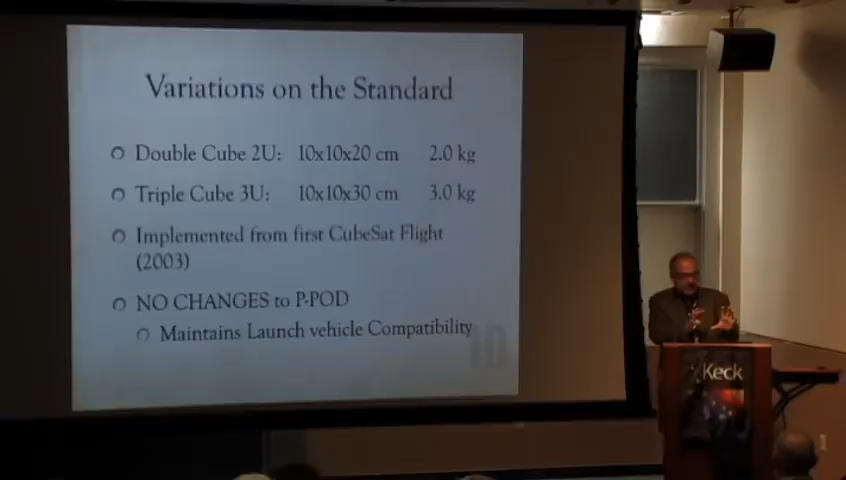 Variations on the Standard
Double Cube 2U: 10x10x20 cm 2.0 kg
Triple Cube 3U: 10x10x30 cm 3.0 kg
Implemented from first CubeSat Flight
(2003)
NO CHANGES to P-POD
Maintains Launch vehicle Compatibility
10
Keck